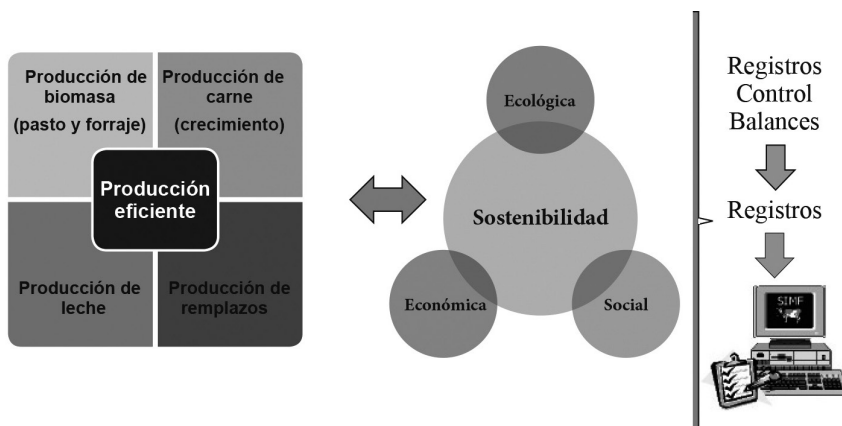 Producción de
biomasa
(pasto y forraje)
Producción de
carne
(crecimiento)
Producción
eficiente
Producción de
leche
Producción de
remplazos
Ecológica
Sostenibilidad
Económica
Social
Registros
Control
Balances
Registros
SIMF